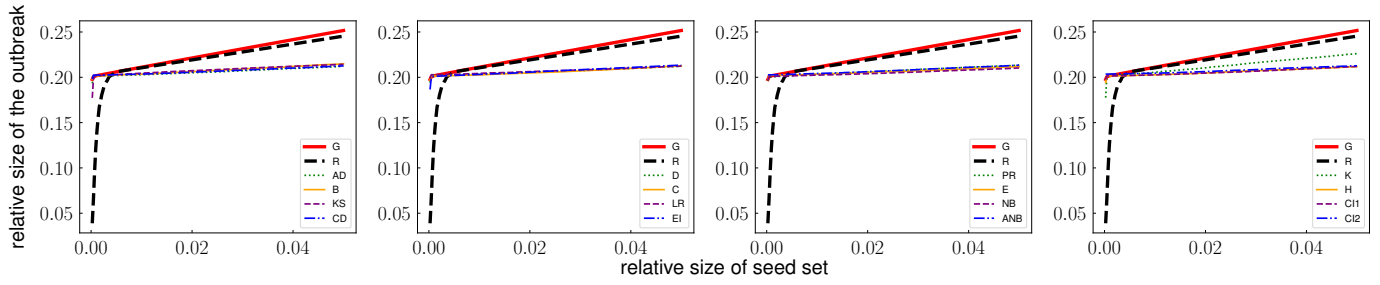 relative size of the outbreak
0.25
0.20
0.15
0.10
0.05
0.00
0.02
0.04
G
R
AD
B
KS
CD
0.25
0.20
0.15
0.10
0.05
0.00
0.02
0.04
G
R
D
C
LR
EI
0.25
0.20
0.15
0.10
0.05
0.00
0.02
0.04
G
R
PR
E
NB
ANB
0.25
0.20
0.15
0.10
0.05
0.00
0.02
0.04
G
R
K
H
CI1
CI2
relative size of seed set